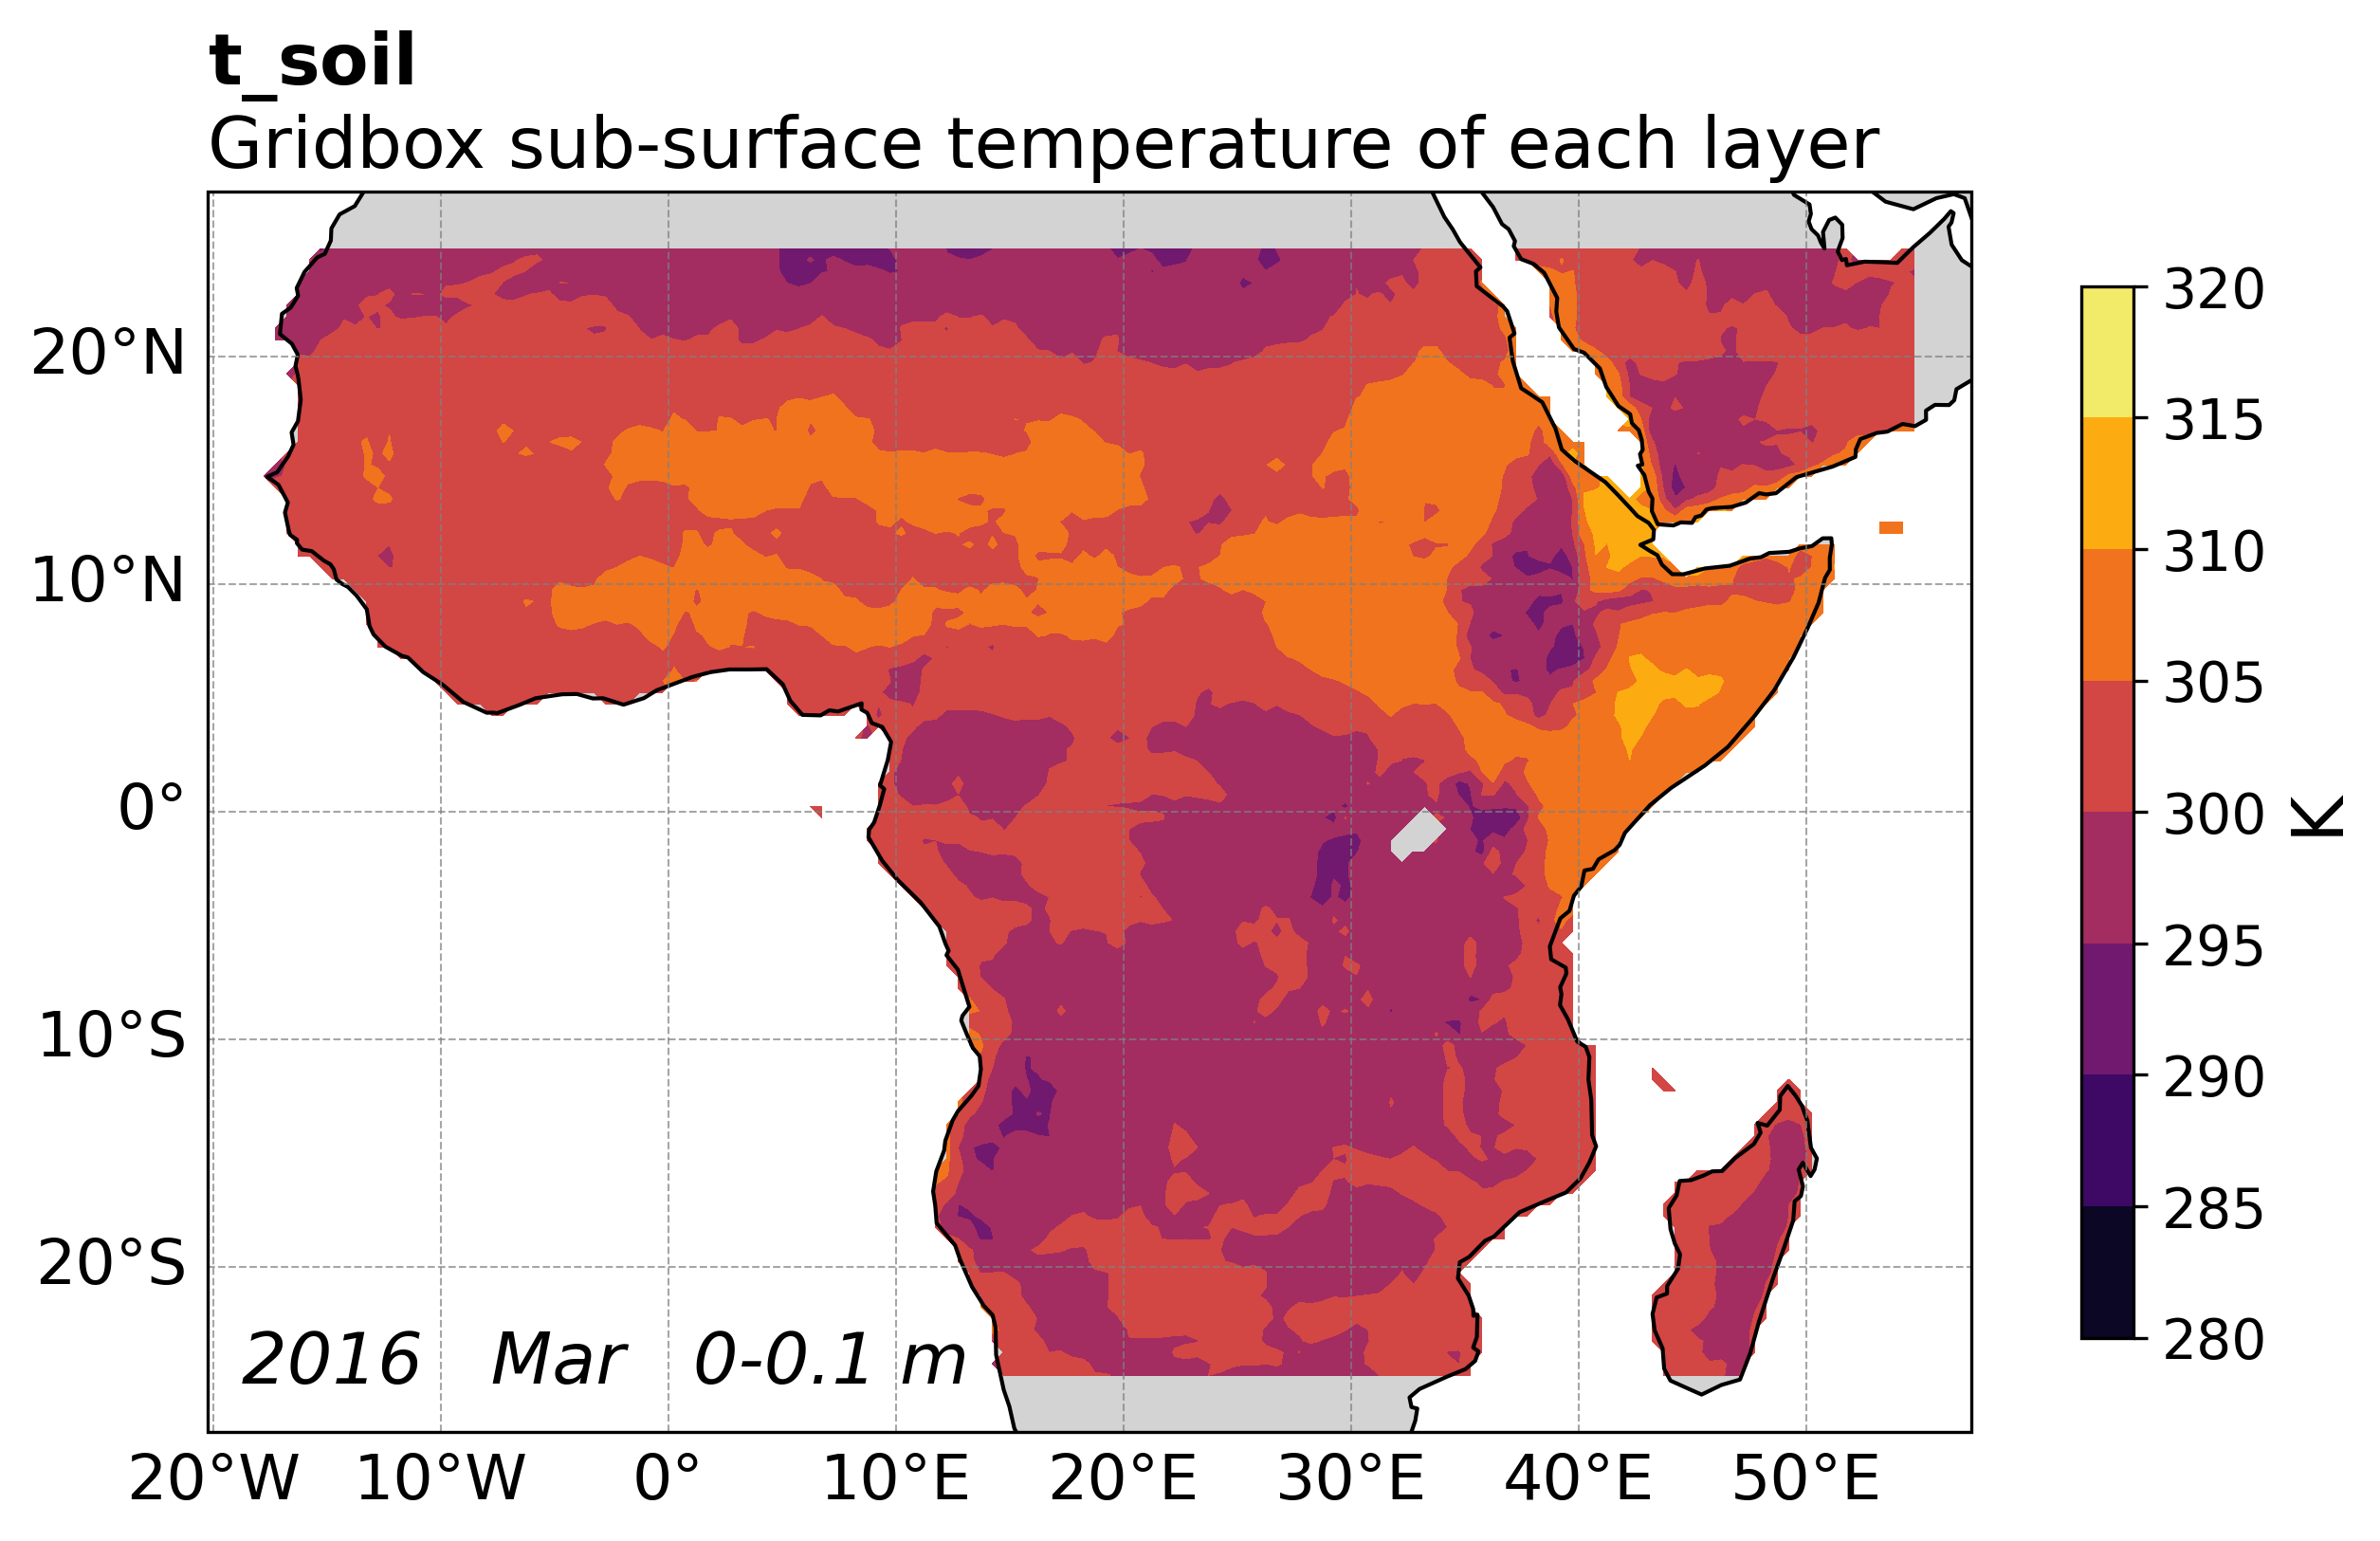 t_soil
Gridbox sub-surface temperature of each layer
20°N
10°N
0°
10°S
20°S
2016 Mar 0-0.1 m
20°W 10°W 0° 10°E 20°E 30°E 40°E 50°E
320
315
310
305
300
295
290
285
280
K